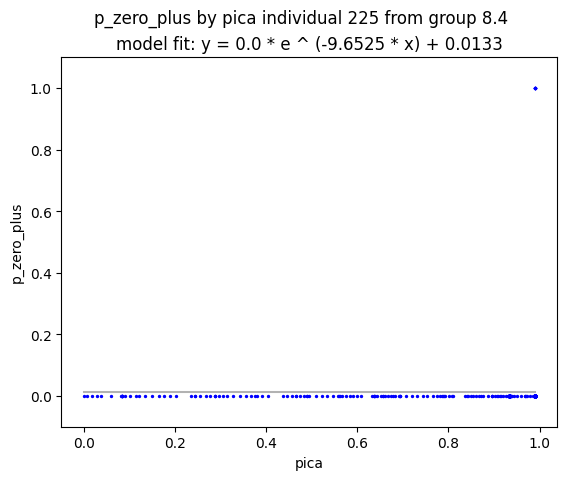 p_zero_plus by pica individual 225 from group 8.4
model fit: y = 0.0 * e ^ (-9.6525 * x) + 0.0133
1.0
0.8
0.6
0.4
0.2
0.0
p_zero_plus
0.0 0.2 0.4 0.6 0.8 1.0
pica